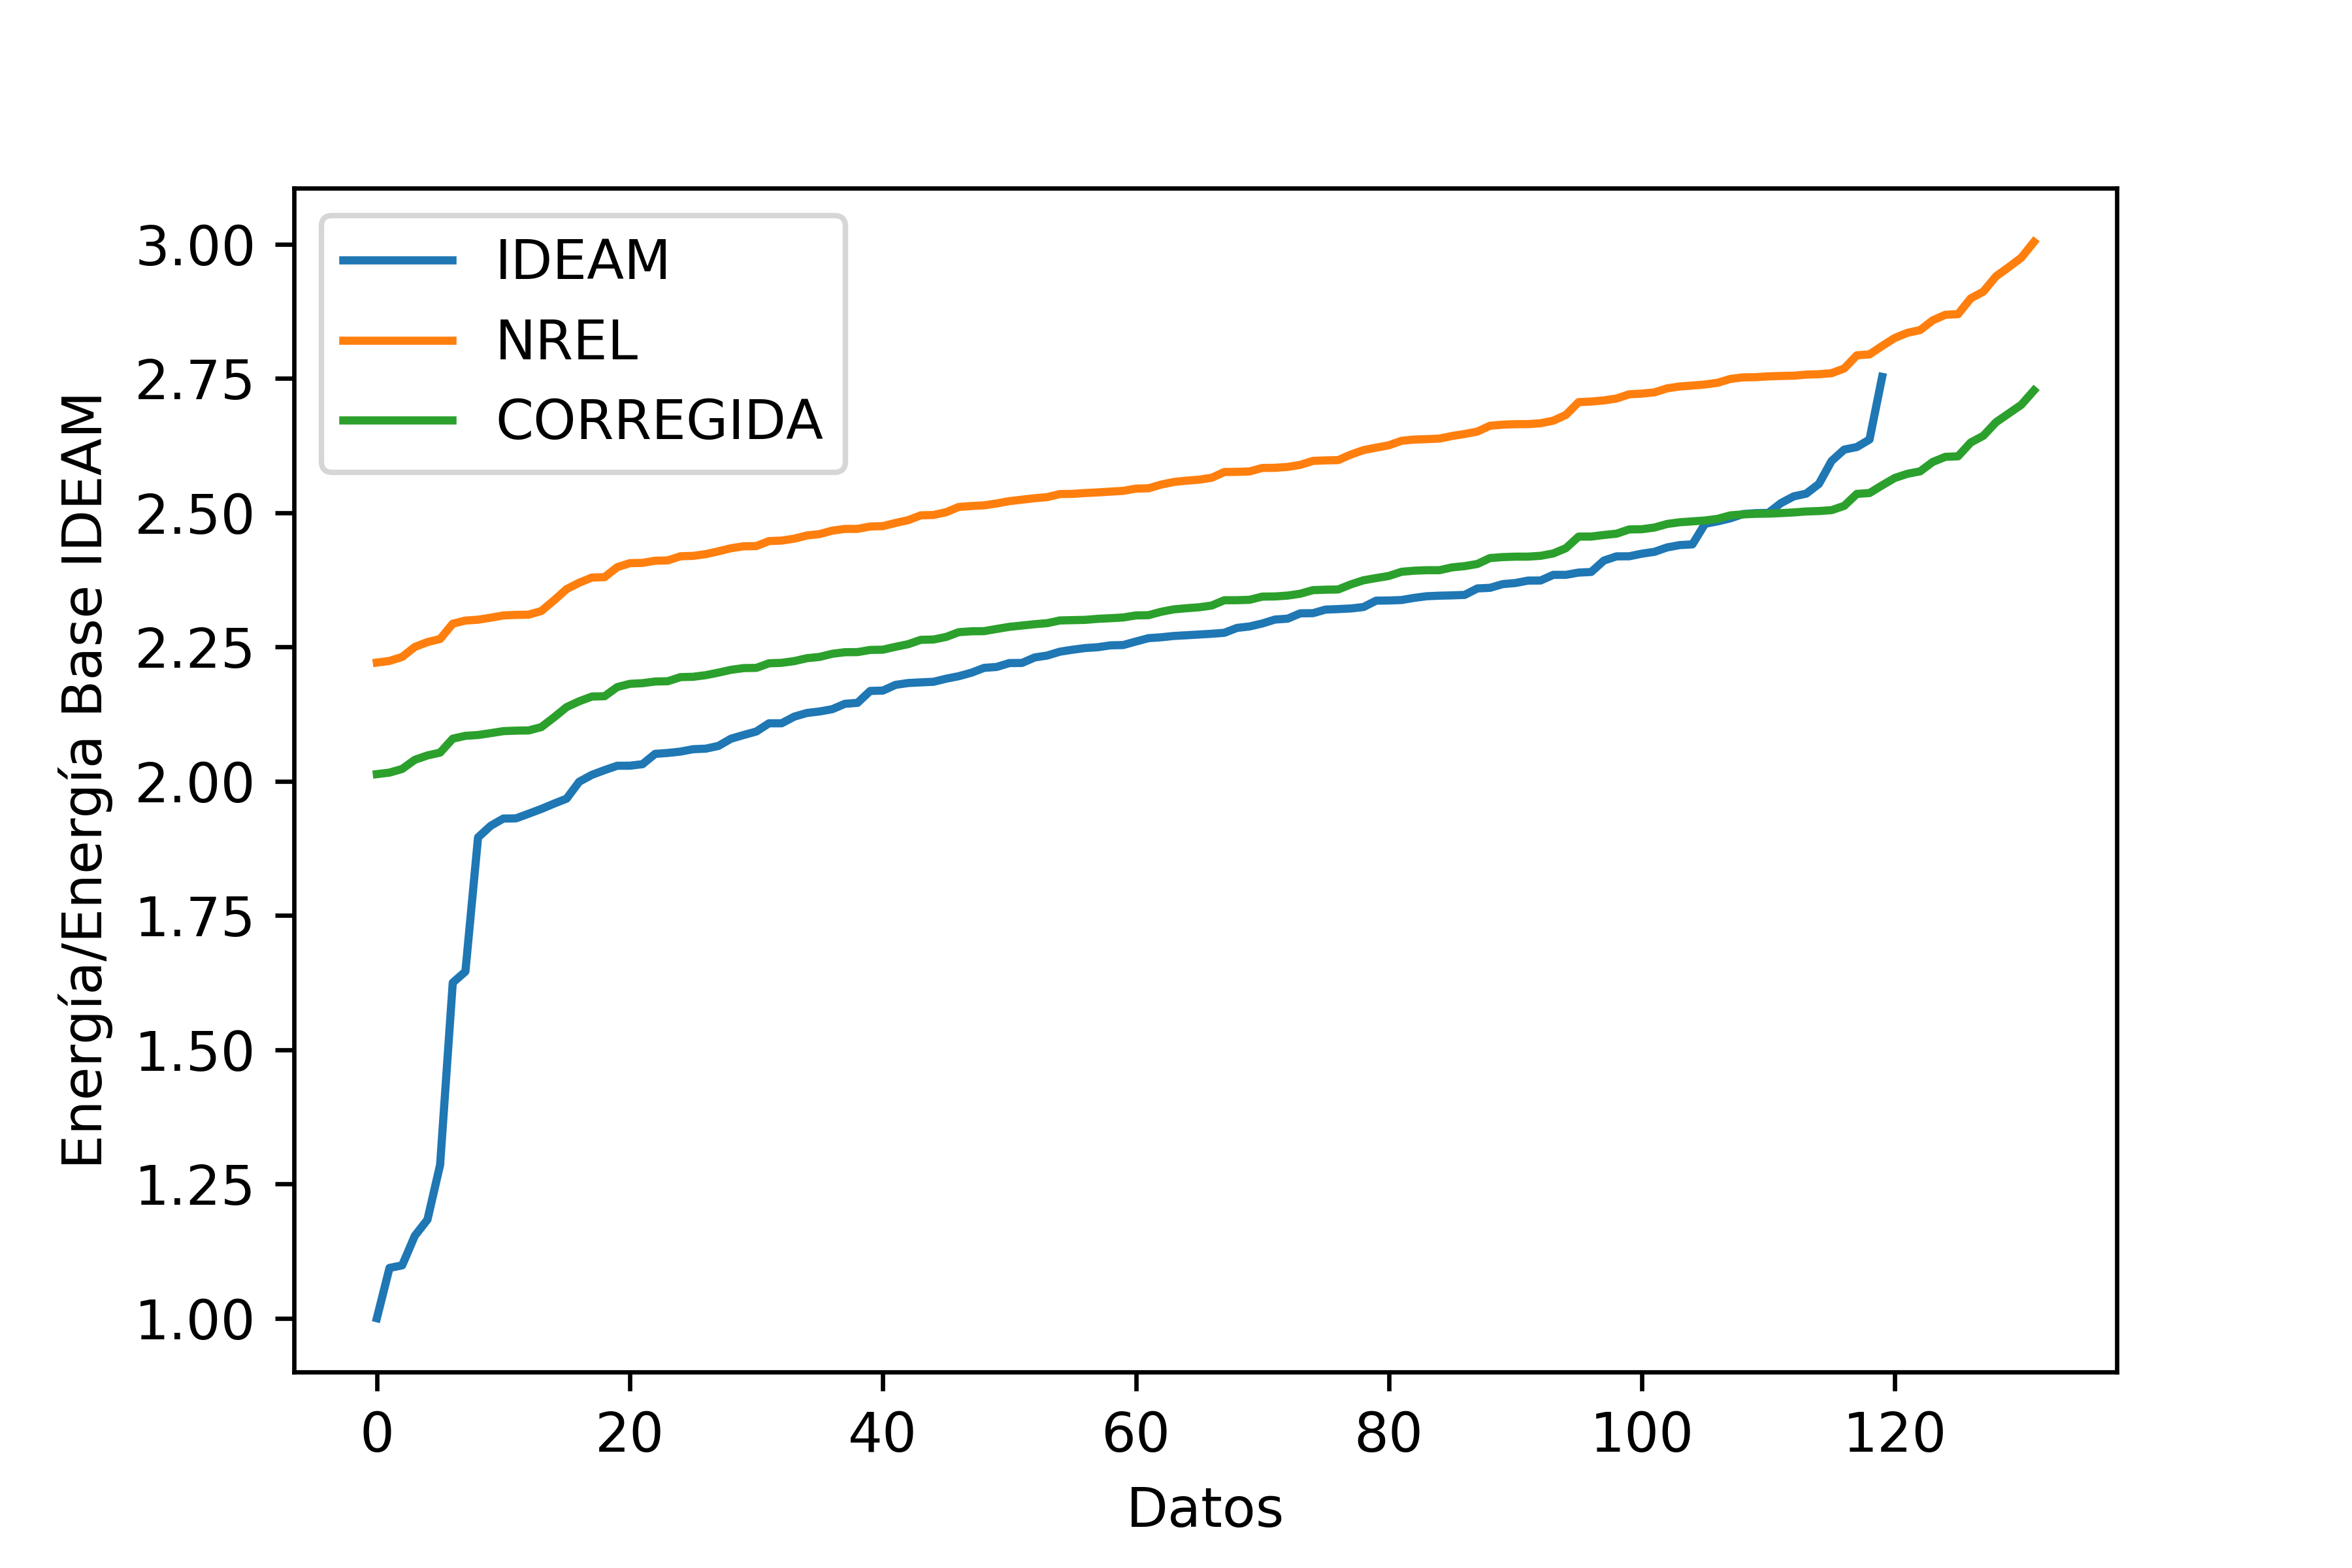 IDEAM
NREL
CORREGIDA
3.00
2.75
2.50
2.25
2.00
1.75
1.50
1.25
1.00
Energía/Energía Base IDEAM
0 20 40 60 80 100 120
Datos